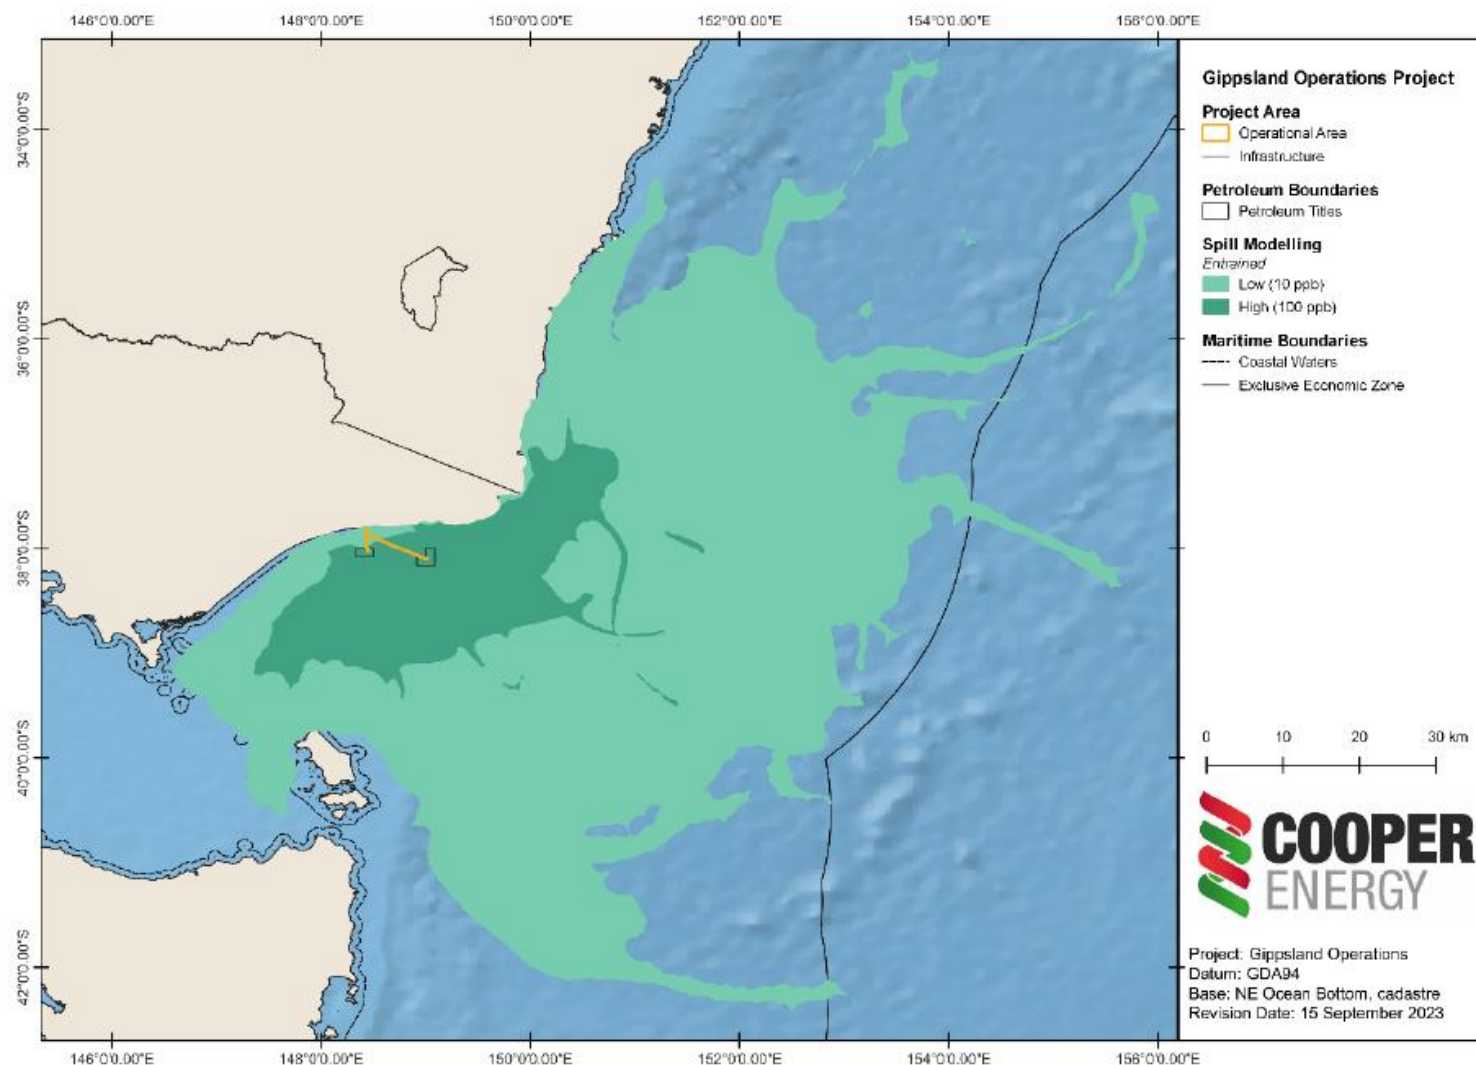 146°0'0.00"E 148°0'0.00"E 150°0'0.00"E 152°0'0.00"E 154°0'0.00"E 156°0'0.00"E
34°0'0.00"S
36°0'0.00"S
38°0'0.00"S
40°0'0.00"S
42°0'0.00"S
146°0'0.00"E 148°0'0.00"E 150°0'0.00"E 152°0'0.00"E 154°0'0.00"E 156°0'0.00"E
Gippsland Operations Project
Project Area
Operational Area
Infrastructure
Petroleum Boundaries
Petroleum Titles
Spill Modelling
Entrained
Low (10 ppb)
High (100 ppb)
Maritime Boundaries
Coastal Waters
Exclusive Economic Zone
0 10 20 30 km
COOPER
ENERGY
Project: Gippsland Operations
Datum: GDA94
Base: NE Ocean Bottom, cadastre
Revision Date: 15 September 2023